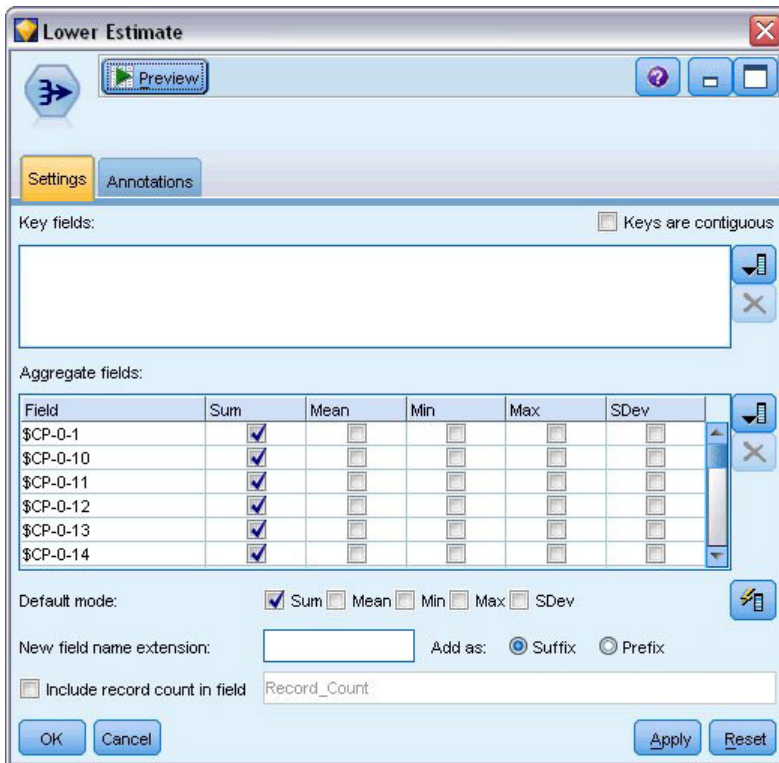 Lower Estimate
Preview
Settings Annotations
Key fields: Keys are contiguous
Aggregate fields:
Field Sum Mean Min Max SDev
$CP-0-1
$CP-0-10
$CP-0-11
$CP-0-12
$CP-0-13
$CP-0-14
Default mode: Sum Mean Min Max SDev
New field name extension: Add as: Suffix Prefix
Include record count in field Record_Count
OK Cancel Apply Reset